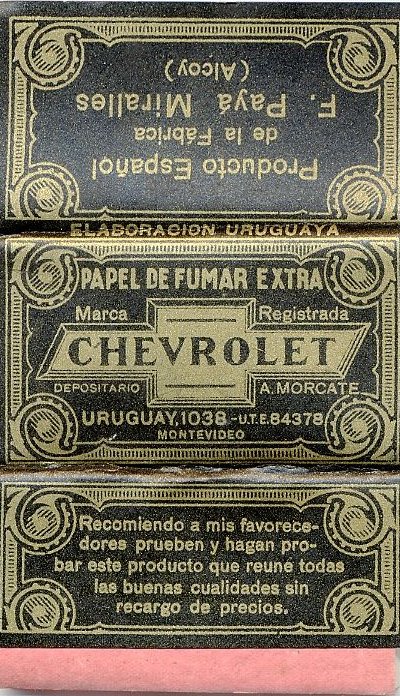 Producto Español
de la Fábrica
F. Payá Miralles
(Alcoy)
ELABORACION URUGUAYA
PAPEL DE FUMAR EXTRA
Marca Registrada
CHEVROLET
DEPOSITARIO A. MORCATE
URUGUAY, 1038 - U.T.E. 84378
MONTEVIDEO
Recomiendo a mis favorece-
dores prueben y hagan pro-
bar este producto que reune todas
las buenas cualidades sin
recargo de precios.